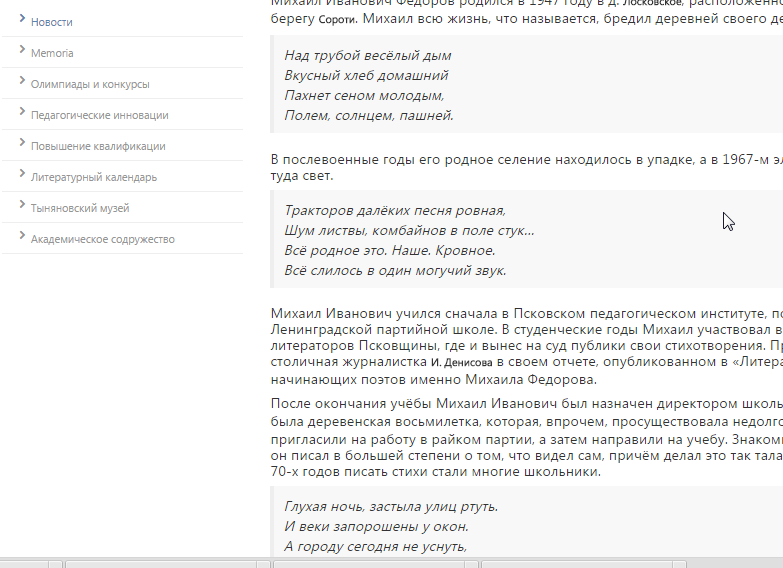 Новости
Memoria
Олимпиады и конкурсы
Педагогические инновации
Повышение квалификации
Литературный календарь
Тыняновский музей
Академическое содружество
Михаил Иванович Федоров родился в 1947 году в д. Лосковское, расположенно
берегу Сороти. Михаил всю жизнь, что называется, бредил деревней своего де
Над трубой весёлый дым
Вкусный хлеб домашний
Пахнет сеном молодым,
Полем, солнцем, пашней.
В послевоенные годы его родное селение находилось в упадке, а в 1967-м эл
туда свет.
Тракторов далёких песня ровная,
Шум листвы, комбайнов в поле стук...
Всё родное это. Наше. Кровное.
Всё слилось в один могучий звук.
Михаил Иванович учился сначала в Псковском педагогическом институте, по
Ленинградской партийной школе. В студенческие годы Михаил участвовал в
литераторов Псковщины, где и вынес на суд публики свои стихотворения. Пр
столичная журналистка И. Денисова в своем отчете, опубликованном в «Литера
начинающих поэтов именно Михаила Федорова.
После окончания учёбы Михаил Иванович был назначен директором школь
была деревенская восьмилетка, которая, впрочем, просуществовала недолго
пригласили на работу в райком партии, а затем направили на учебу. Знаком
он писал в большей степени о том, что видел сам, причём делал это так тала
70-х годов писать стихи стали многие школьники.
Глухая ночь, застыла улиц ртуть.
И веки запорошены у окон.
А городу сегодня не уснуть,